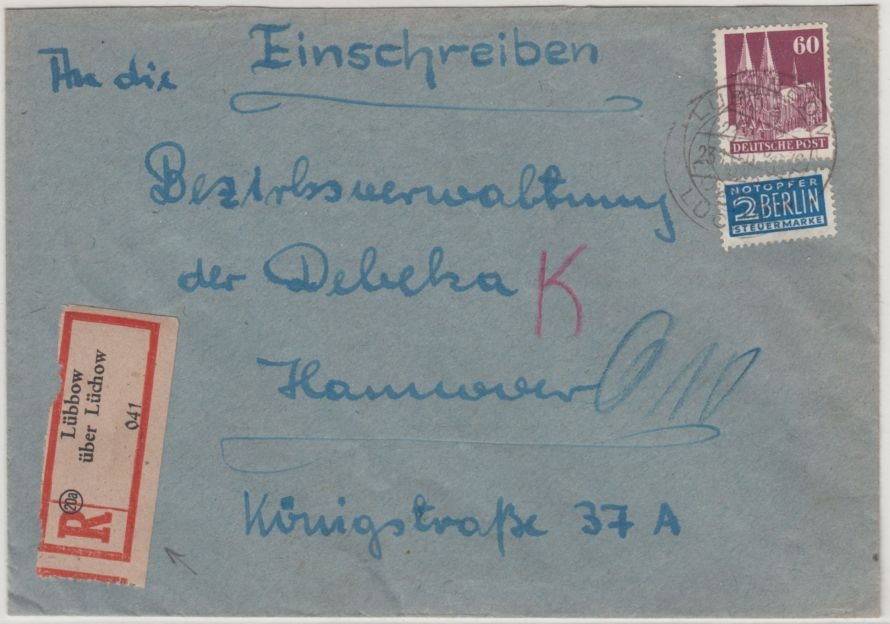 Einschreiben
An die
Bezirksverwaltung
der Debeka K
Hannover
Königstraße 37 A
60
DEUTSCHE POST
NOTOPFER
2 BERLIN
STEUERMARKE
Lübbow
über Lüchow
041
R (20a)